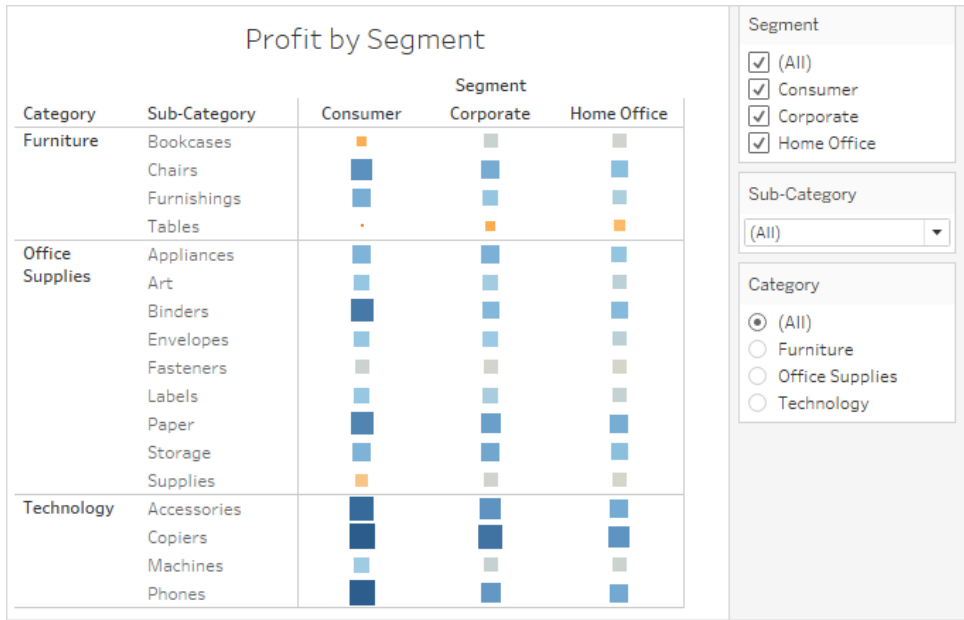 Profit by Segment
Segment
Category Sub-Category Consumer Corporate Home Office
Furniture Bookcases
Chairs
Furnishings
Tables
Office Supplies Appliances
Art
Binders
Envelopes
Fasteners
Labels
Paper
Storage
Supplies
Technology Accessories
Copiers
Machines
Phones
Segment
(All)
Consumer
Corporate
Home Office
Sub-Category
(All)
Category
(All)
Furniture
Office Supplies
Technology